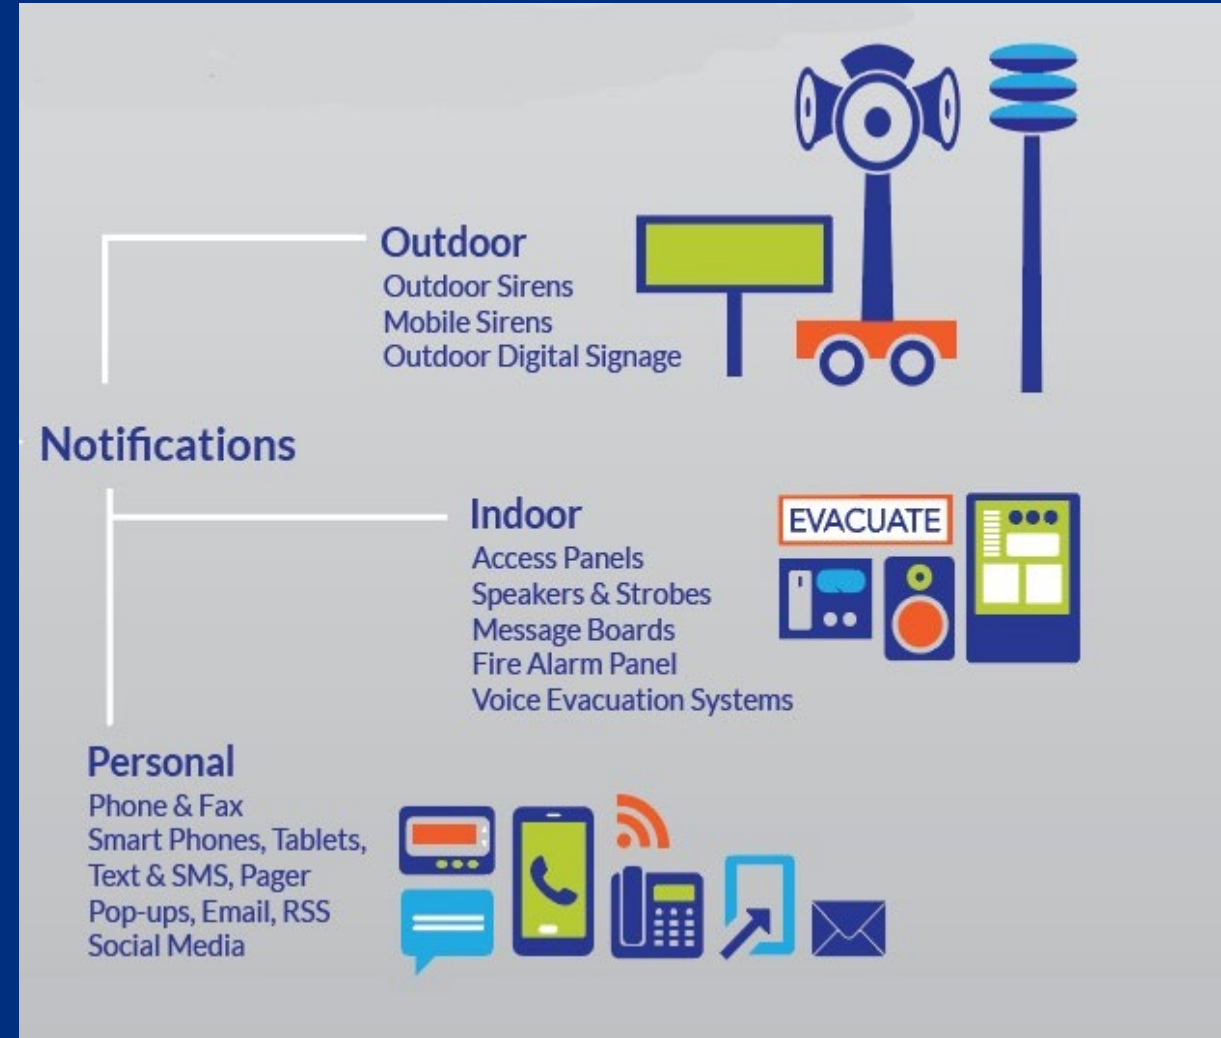 Outdoor
Outdoor Sirens
Mobile Sirens
Outdoor Digital Signage
Notifications
Indoor
Access Panels
Speakers & Strobes
Message Boards
Fire Alarm Panel
Voice Evacuation Systems
EVACUATE
Personal
Phone & Fax
Smart Phones, Tablets,
Text & SMS, Pager
Pop-ups, Email, RSS
Social Media